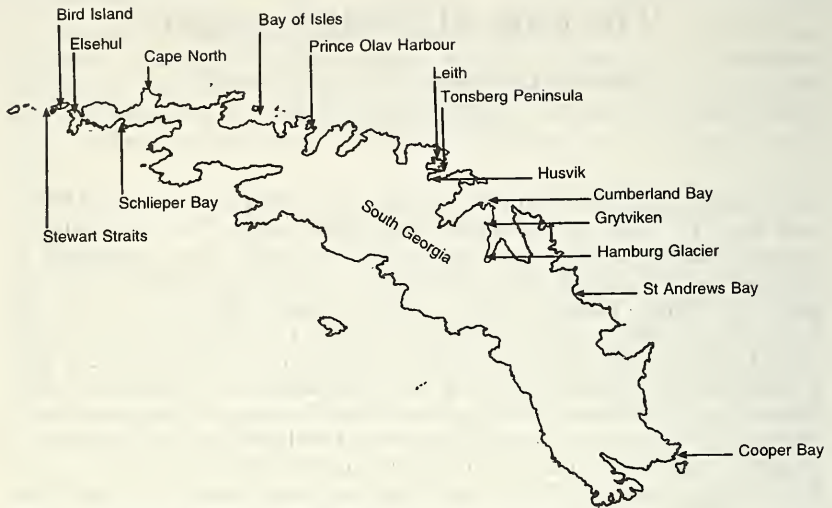 Bird Island
Bay of Isles
Elsehul
Prince Olav Harbour
Cape North
Leith
Tonsberg Peninsula
Husvik
Schlieper Bay
Cumberland Bay
South Georgia
Grytviken
Stewart Straits
Hamburg Glacier
St Andrews Bay
Cooper Bay